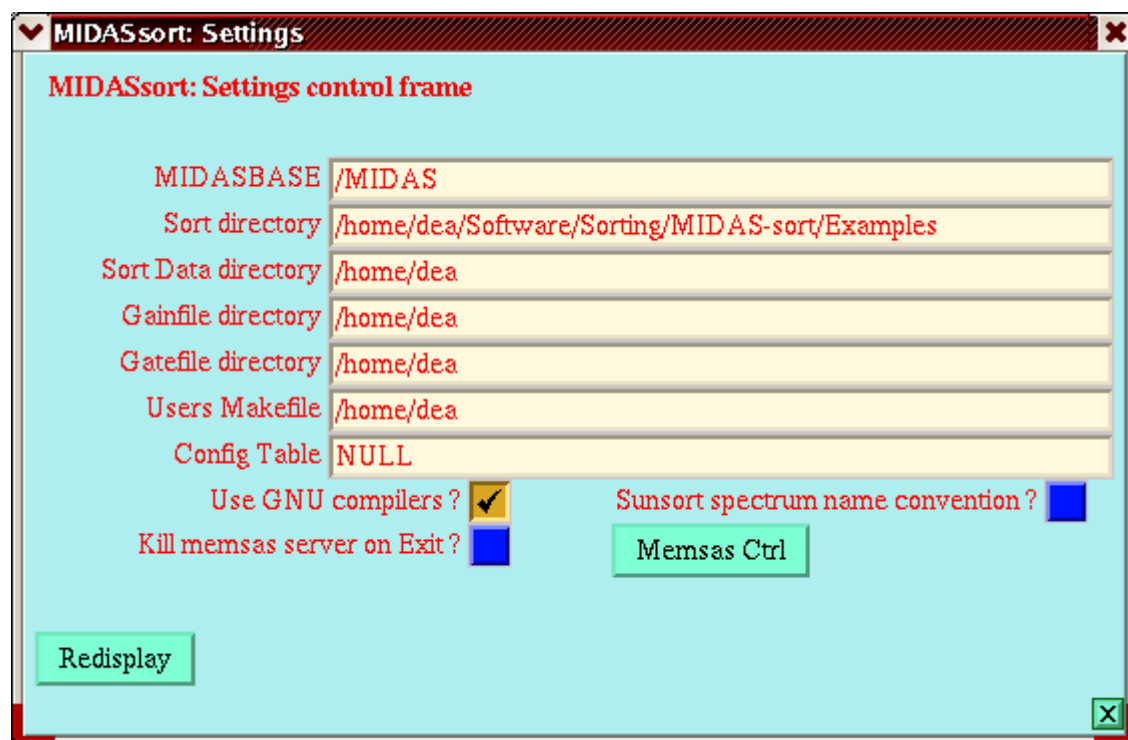 MIDASsort: Settings
MIDASsort: Settings control frame
MIDASBASE /MIDAS
Sort directory /home/dea/Software/Sorting/MIDAS-sort/Examples
Sort Data directory /home/dea
Gainfile directory /home/dea
Gatefile directory /home/dea
Users Makefile /home/dea
Config Table NULL
Use GNU compilers ? Sunsort spectrum name convention ?
Kill memsas server on Exit ? Memsas Ctrl
Redisplay
X